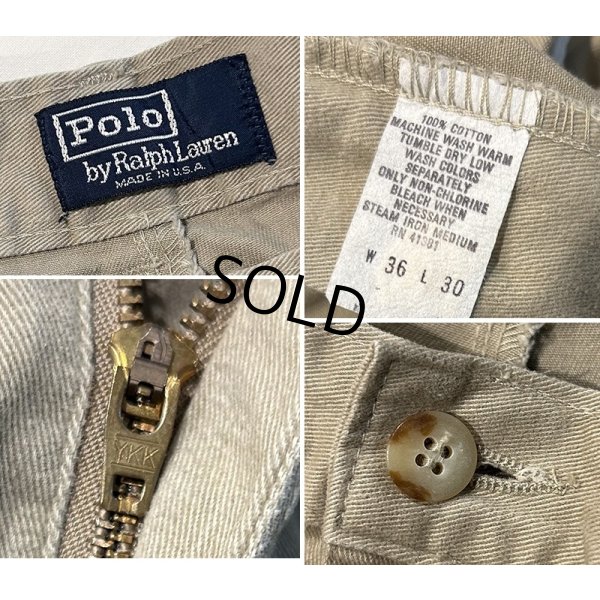 Polo
by Ralph Lauren
MADE IN U.S.A.
100% COTTON
MACHINE WASH WARM
TUMBLE DRY LOW
WASH COLORS
SEPARATELY
ONLY NON-CHLORINE
BLEACH WHEN
NECESSARY
STEAM IRON MEDIUM
RN 41381
W 36 L 30
SOLD
YKK